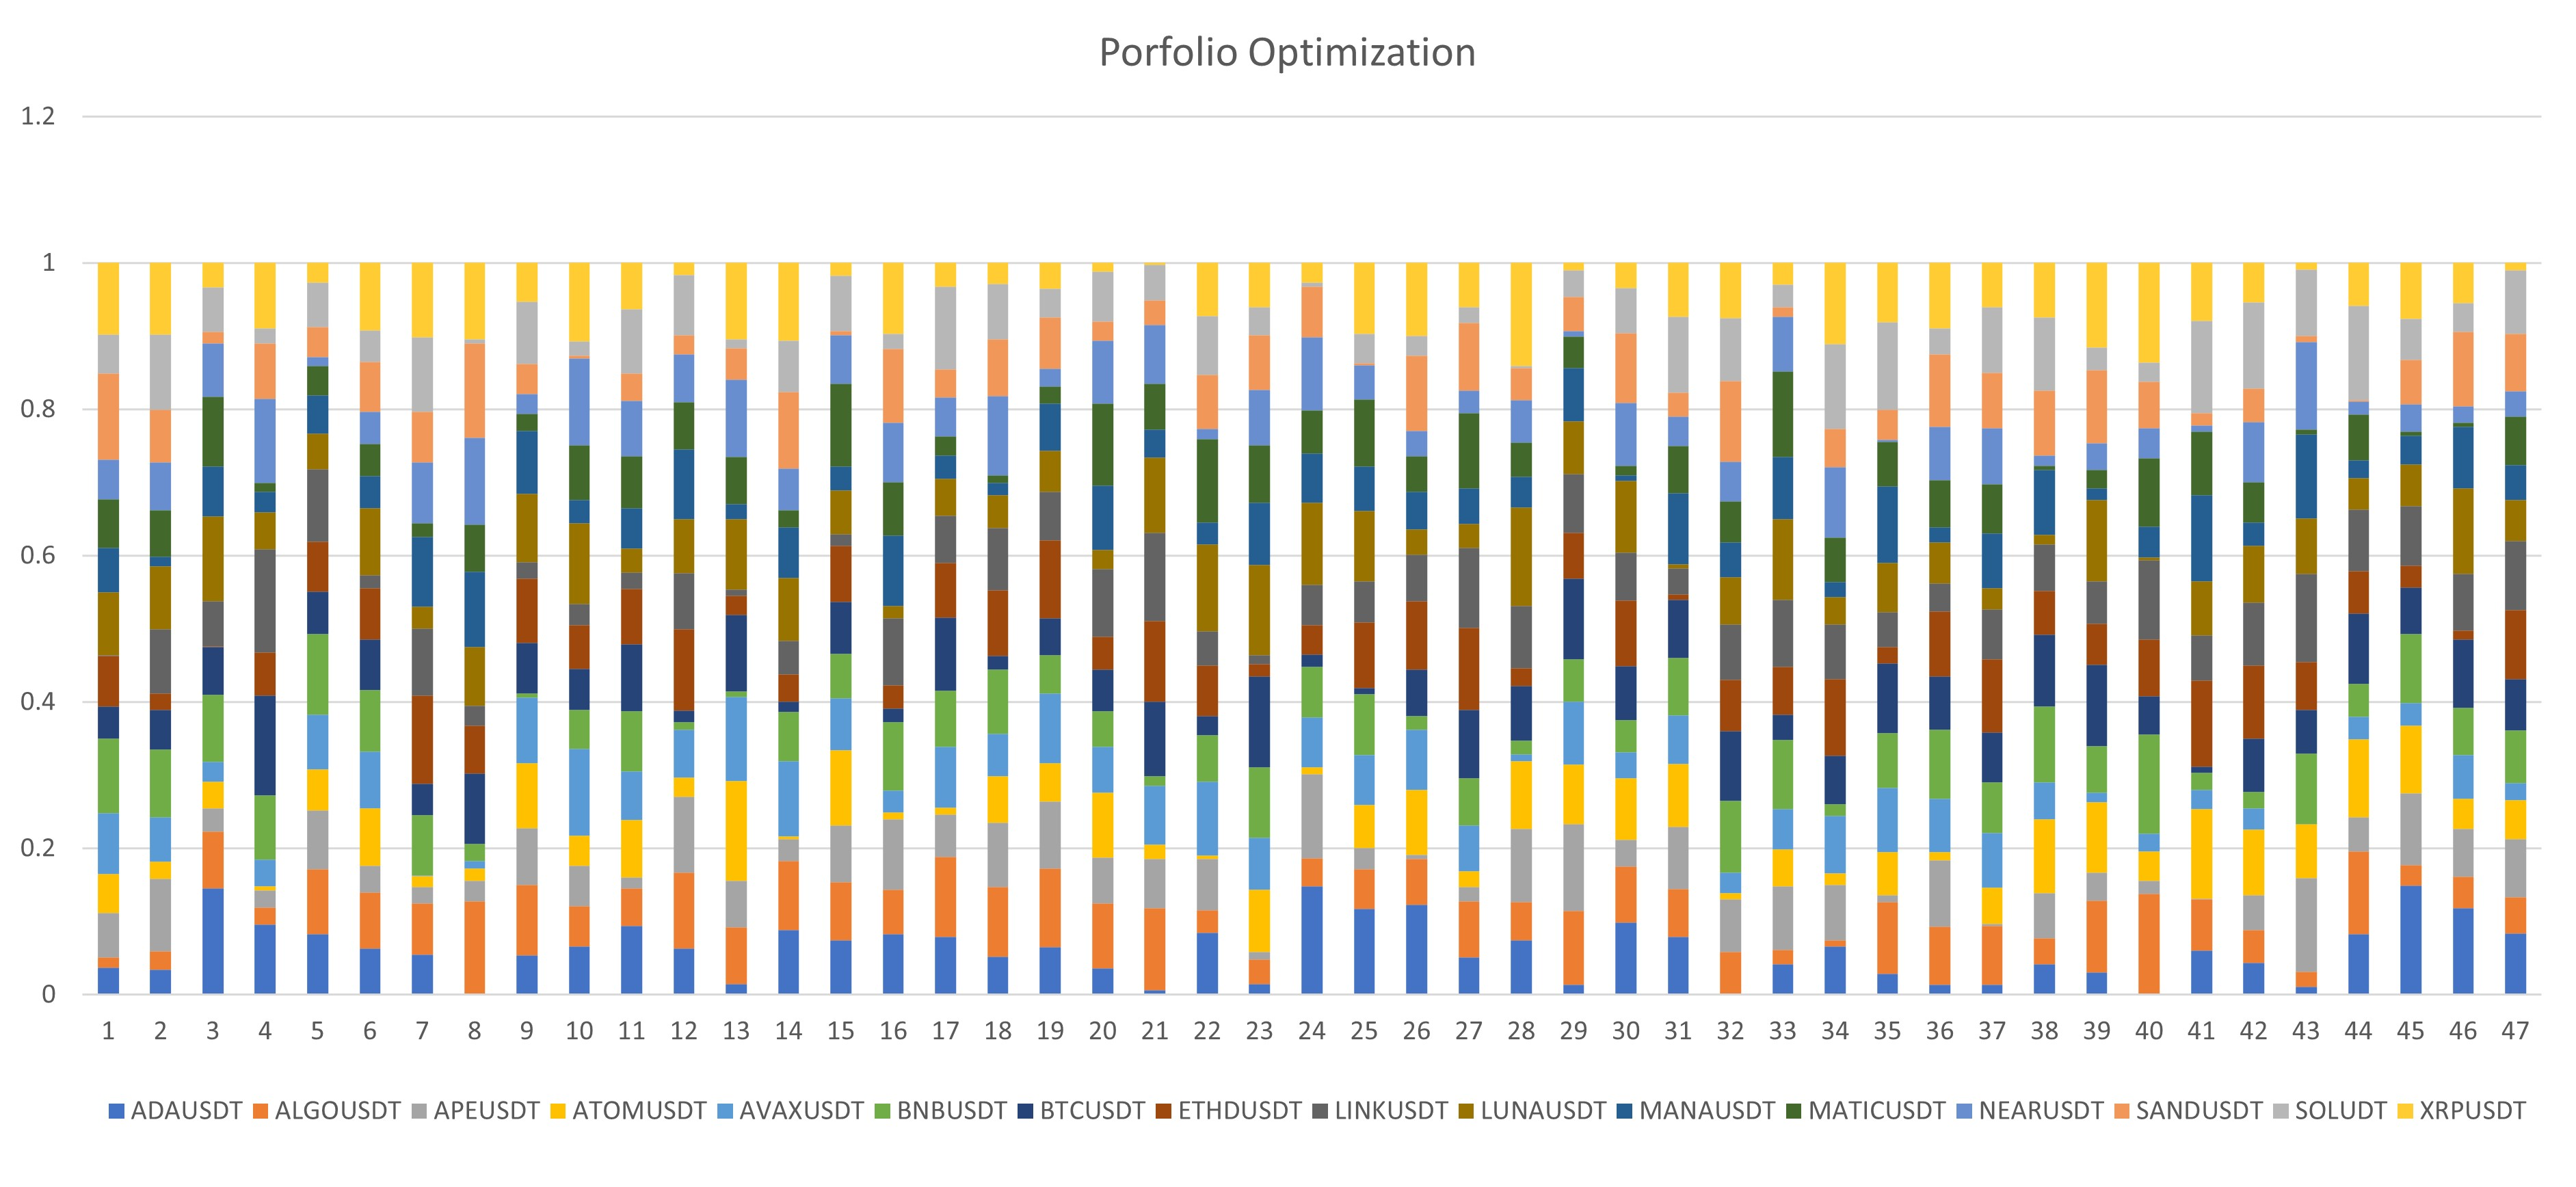 Porfolio Optimization
1.2
1
0.8
0.6
0.4
0.2
0
1 2 3 4 5 6 7 8 9 10 11 12 13 14 15 16 17 18 19 20 21 22 23 24 25 26 27 28 29 30 31 32 33 34 35 36 37 38 39 40 41 42 43 44 45 46 47
ADAUSDT ALGOUSDT APEUSDT ATOMUSDT AVAXUSDT BNBUSDT BTCUSDT ETHDUSDT LINKUSDT LUNAUSDT MANAUSDT MATICUSDT NEARUSDT SANDUSDT SOLUDT XRPUSDT